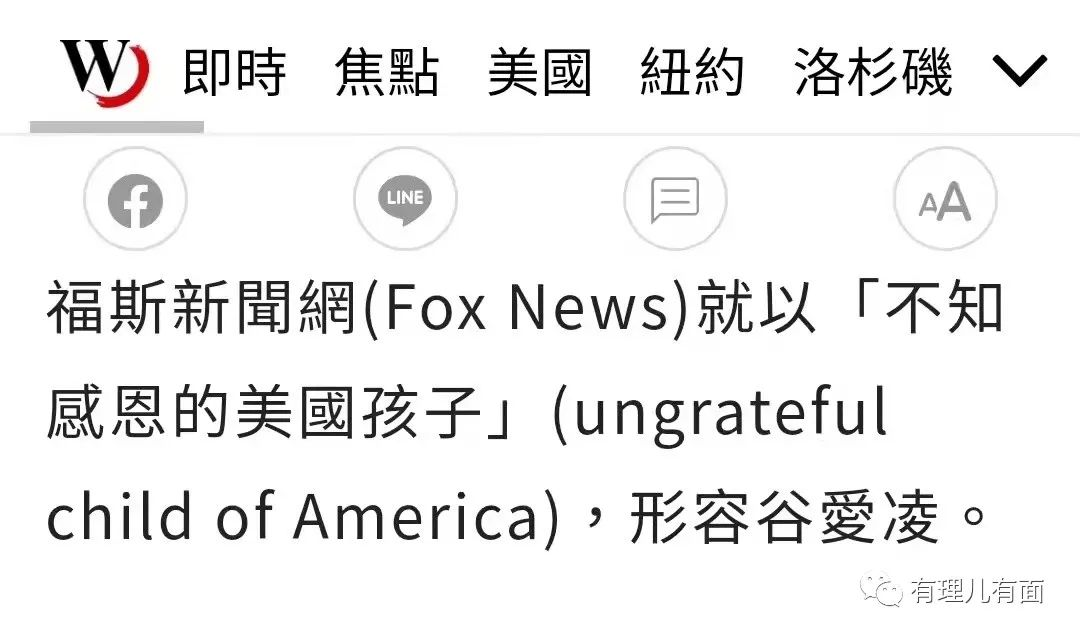 W 即時 焦點 美國 紐約 洛杉磯
LINE AA
福斯新聞網(Fox News)就以「不知
感恩的美國孩子」(ungrateful
child of America)，形容谷愛凌。
有理儿有面